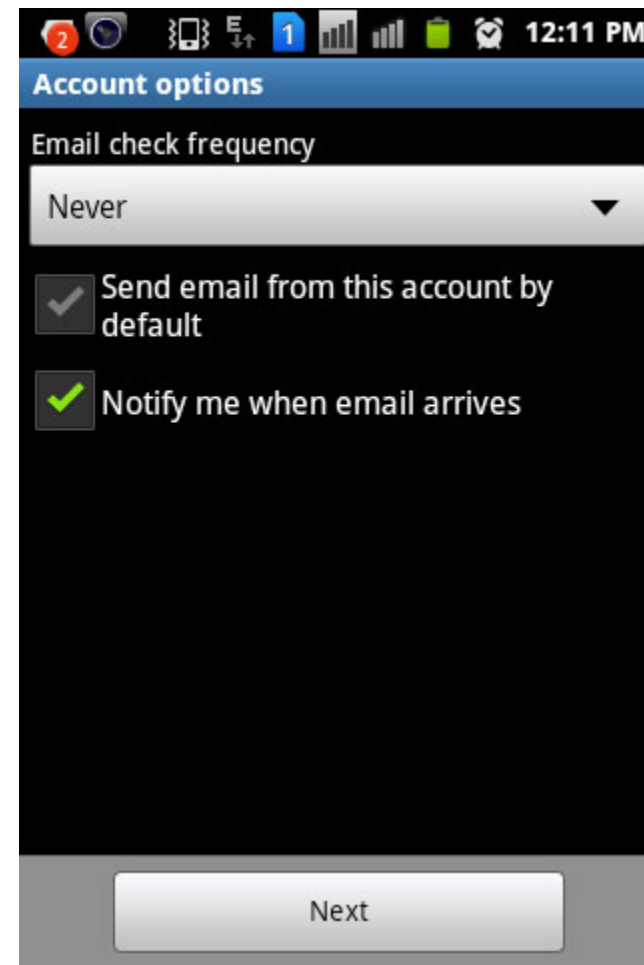 2
E
1
12:11 PM
Account options
Email check frequency
Never
Send email from this account by
default
Notify me when email arrives
Next